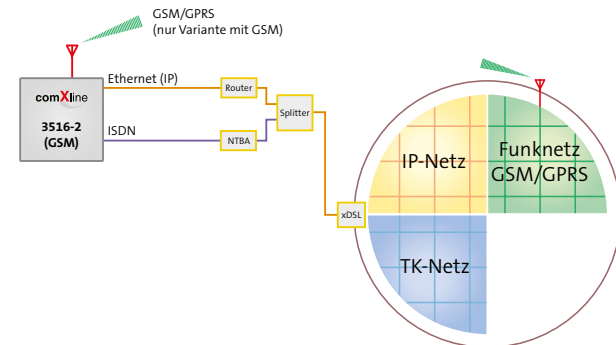 GSM/GPRS
(nur Variante mit GSM)
Ethernet (IP)
Router
comXline
3516-2
(GSM)
Splitter
ISDN
NTBA
IP-Netz
Funknetz
GSM/GPRS
xDSL
TK-Netz